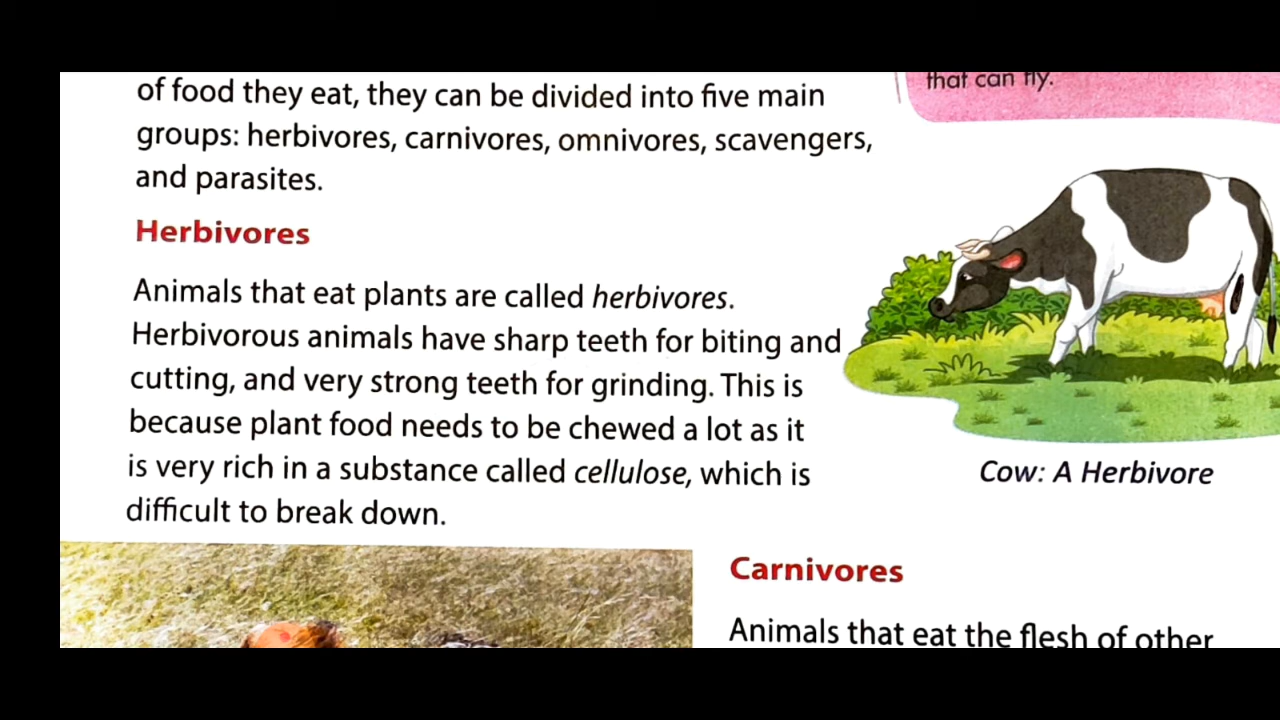 that can fly.
of food they eat, they can be divided into five main
groups: herbivores, carnivores, omnivores, scavengers,
and parasites.
Herbivores
Animals that eat plants are called herbivores.
Herbivorous animals have sharp teeth for biting and
cutting, and very strong teeth for grinding. This is
because plant food needs to be chewed a lot as it
is very rich in a substance called cellulose, which is
difficult to break down.
Cow: A Herbivore
Carnivores
Animals that eat the flesh of other